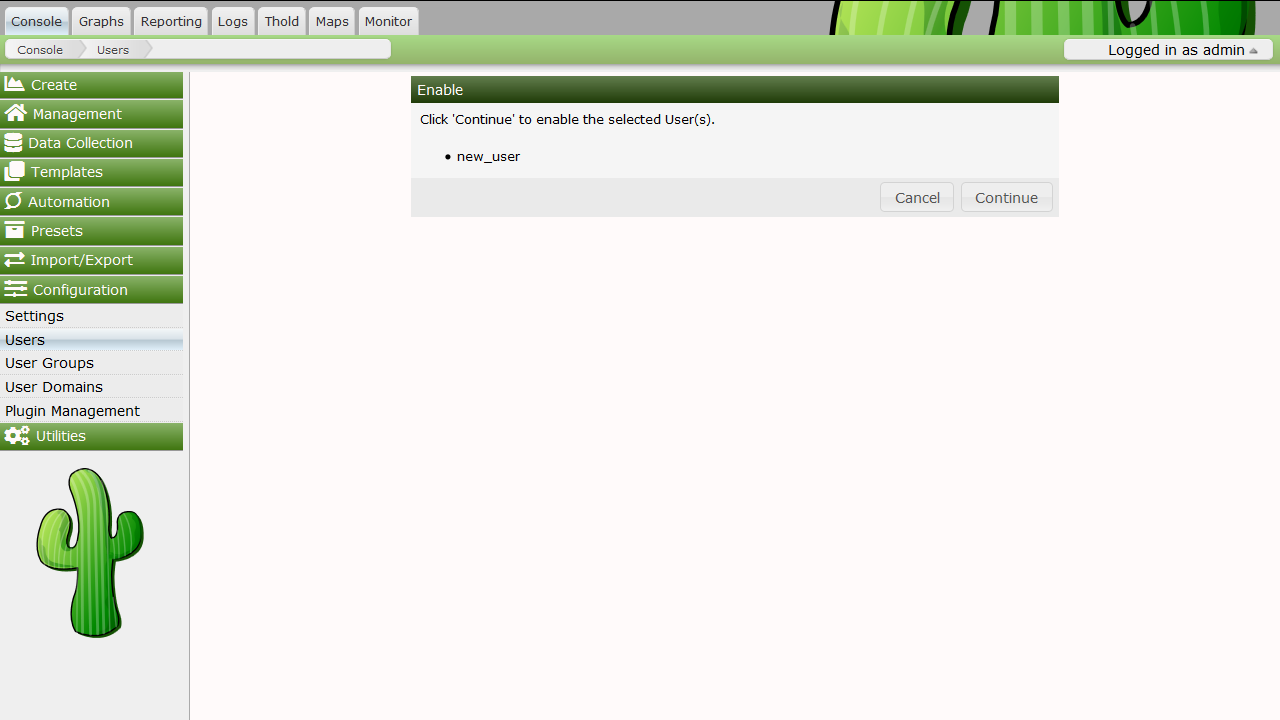 Console
Graphs
Reporting
Logs
Thold
Maps
Monitor
Console
Users
Logged in as admin
Create
Management
Data Collection
Templates
Automation
Presets
Import/Export
Configuration
Settings
Users
User Groups
User Domains
Plugin Management
Utilities
Enable
Click 'Continue' to enable the selected User(s).
new_user
Cancel
Continue